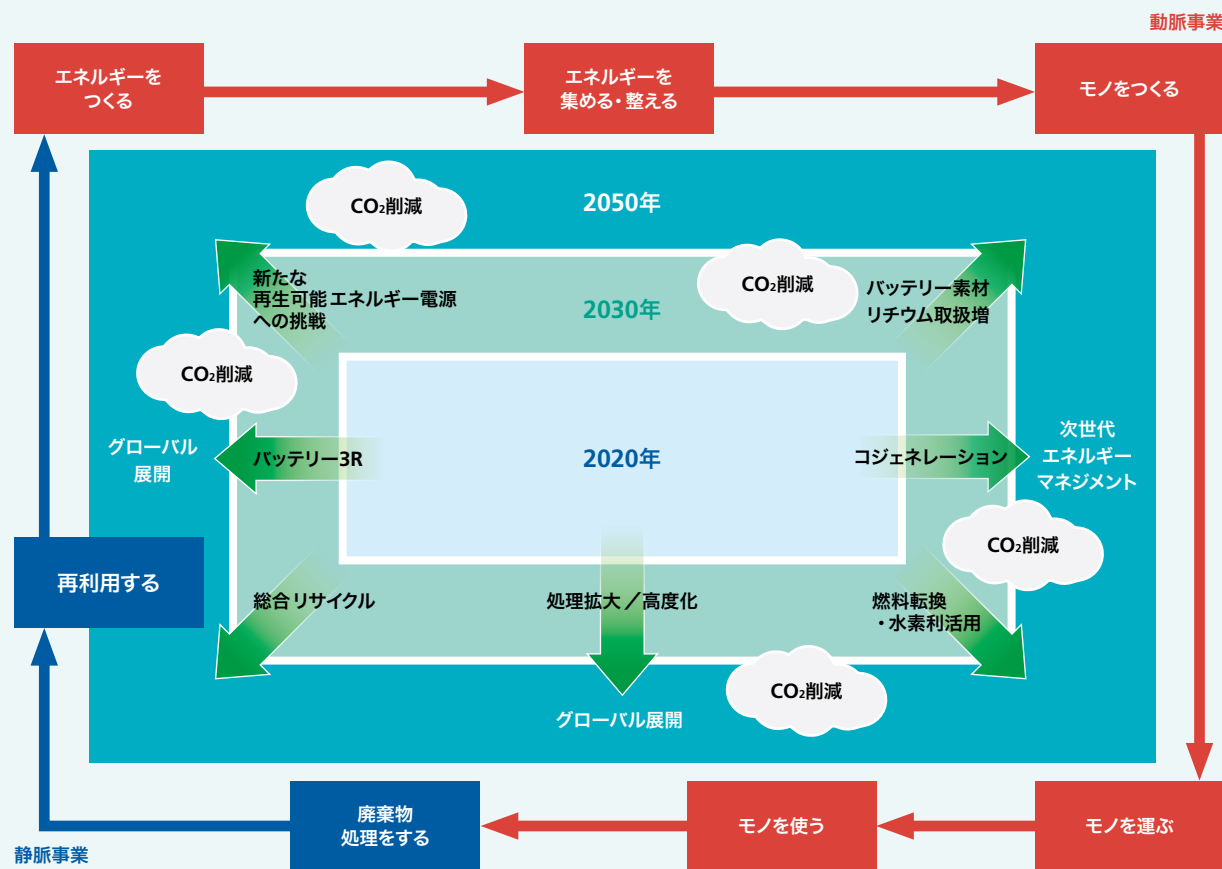 動脈事業
エネルギーを
つくる
エネルギーを
集める・整える
モノをつくる
CO₂削減
2050年
新たな
再生可能エネルギー電源
への挑戦
2030年
CO₂削減
バッテリー素材
リチウム取扱増
CO₂削減
グローバル
展開
バッテリー3R
2020年
コジェネレーション
次世代
エネルギー
マネジメント
CO₂削減
再利用する
総合リサイクル
処理拡大／高度化
燃料転換
・水素利活用
CO₂削減
グローバル展開
廃棄物
処理をする
モノを使う
モノを運ぶ
静脈事業